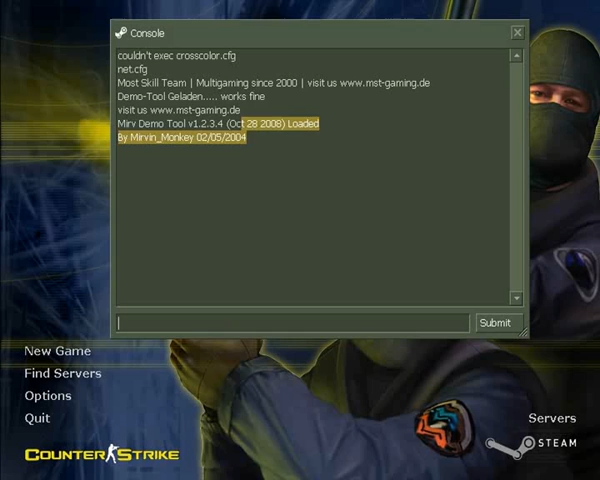 Console
couldn't exec crosscolor.cfg
net.cfg
Most Skill Team | Multigaming since 2000 | visit us www.mst-gaming.de
Demo-Tool Geladen..... works fine
visit us www.mst-gaming.de
Mirv Demo Tool v1.2.3.4 (Oct 28 2008) Loaded
By Mirvin_Monkey 02/05/2004
Submit
New Game
Find Servers
Options
Quit
Servers
COUNTER STRIKE
STEAM